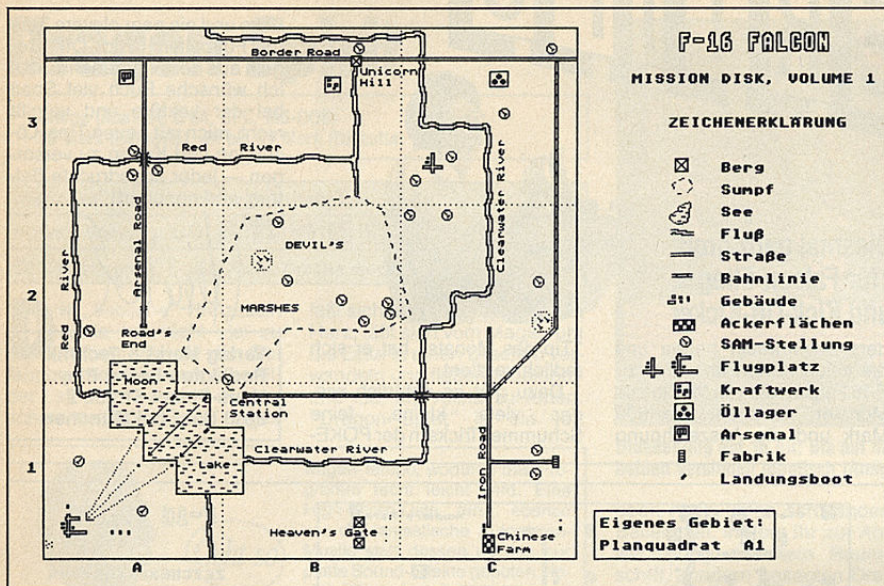 F-16 FALCON
MISSION DISK, VOLUME 1
ZEICHENERKLÄRUNG
Berg
Sumpf
See
Fluß
Straße
Bahnlinie
Gebäude
Ackerflächen
SAM-Stellung
Flugplatz
Kraftwerk
Öllager
Arsenal
Fabrik
Landungsboot
Eigenes Gebiet:
Planquadrat A1
3
2
1
A
B
C
Border Road
Unicorn
Hill
Red River
Arsenal Road
Clearwater River
DEVIL'S
MARSHES
Red River
Road's
End
Moon
Lake
Central
Station
Clearwater River
Iron Road
Heaven's Gate
Chinese
Farm